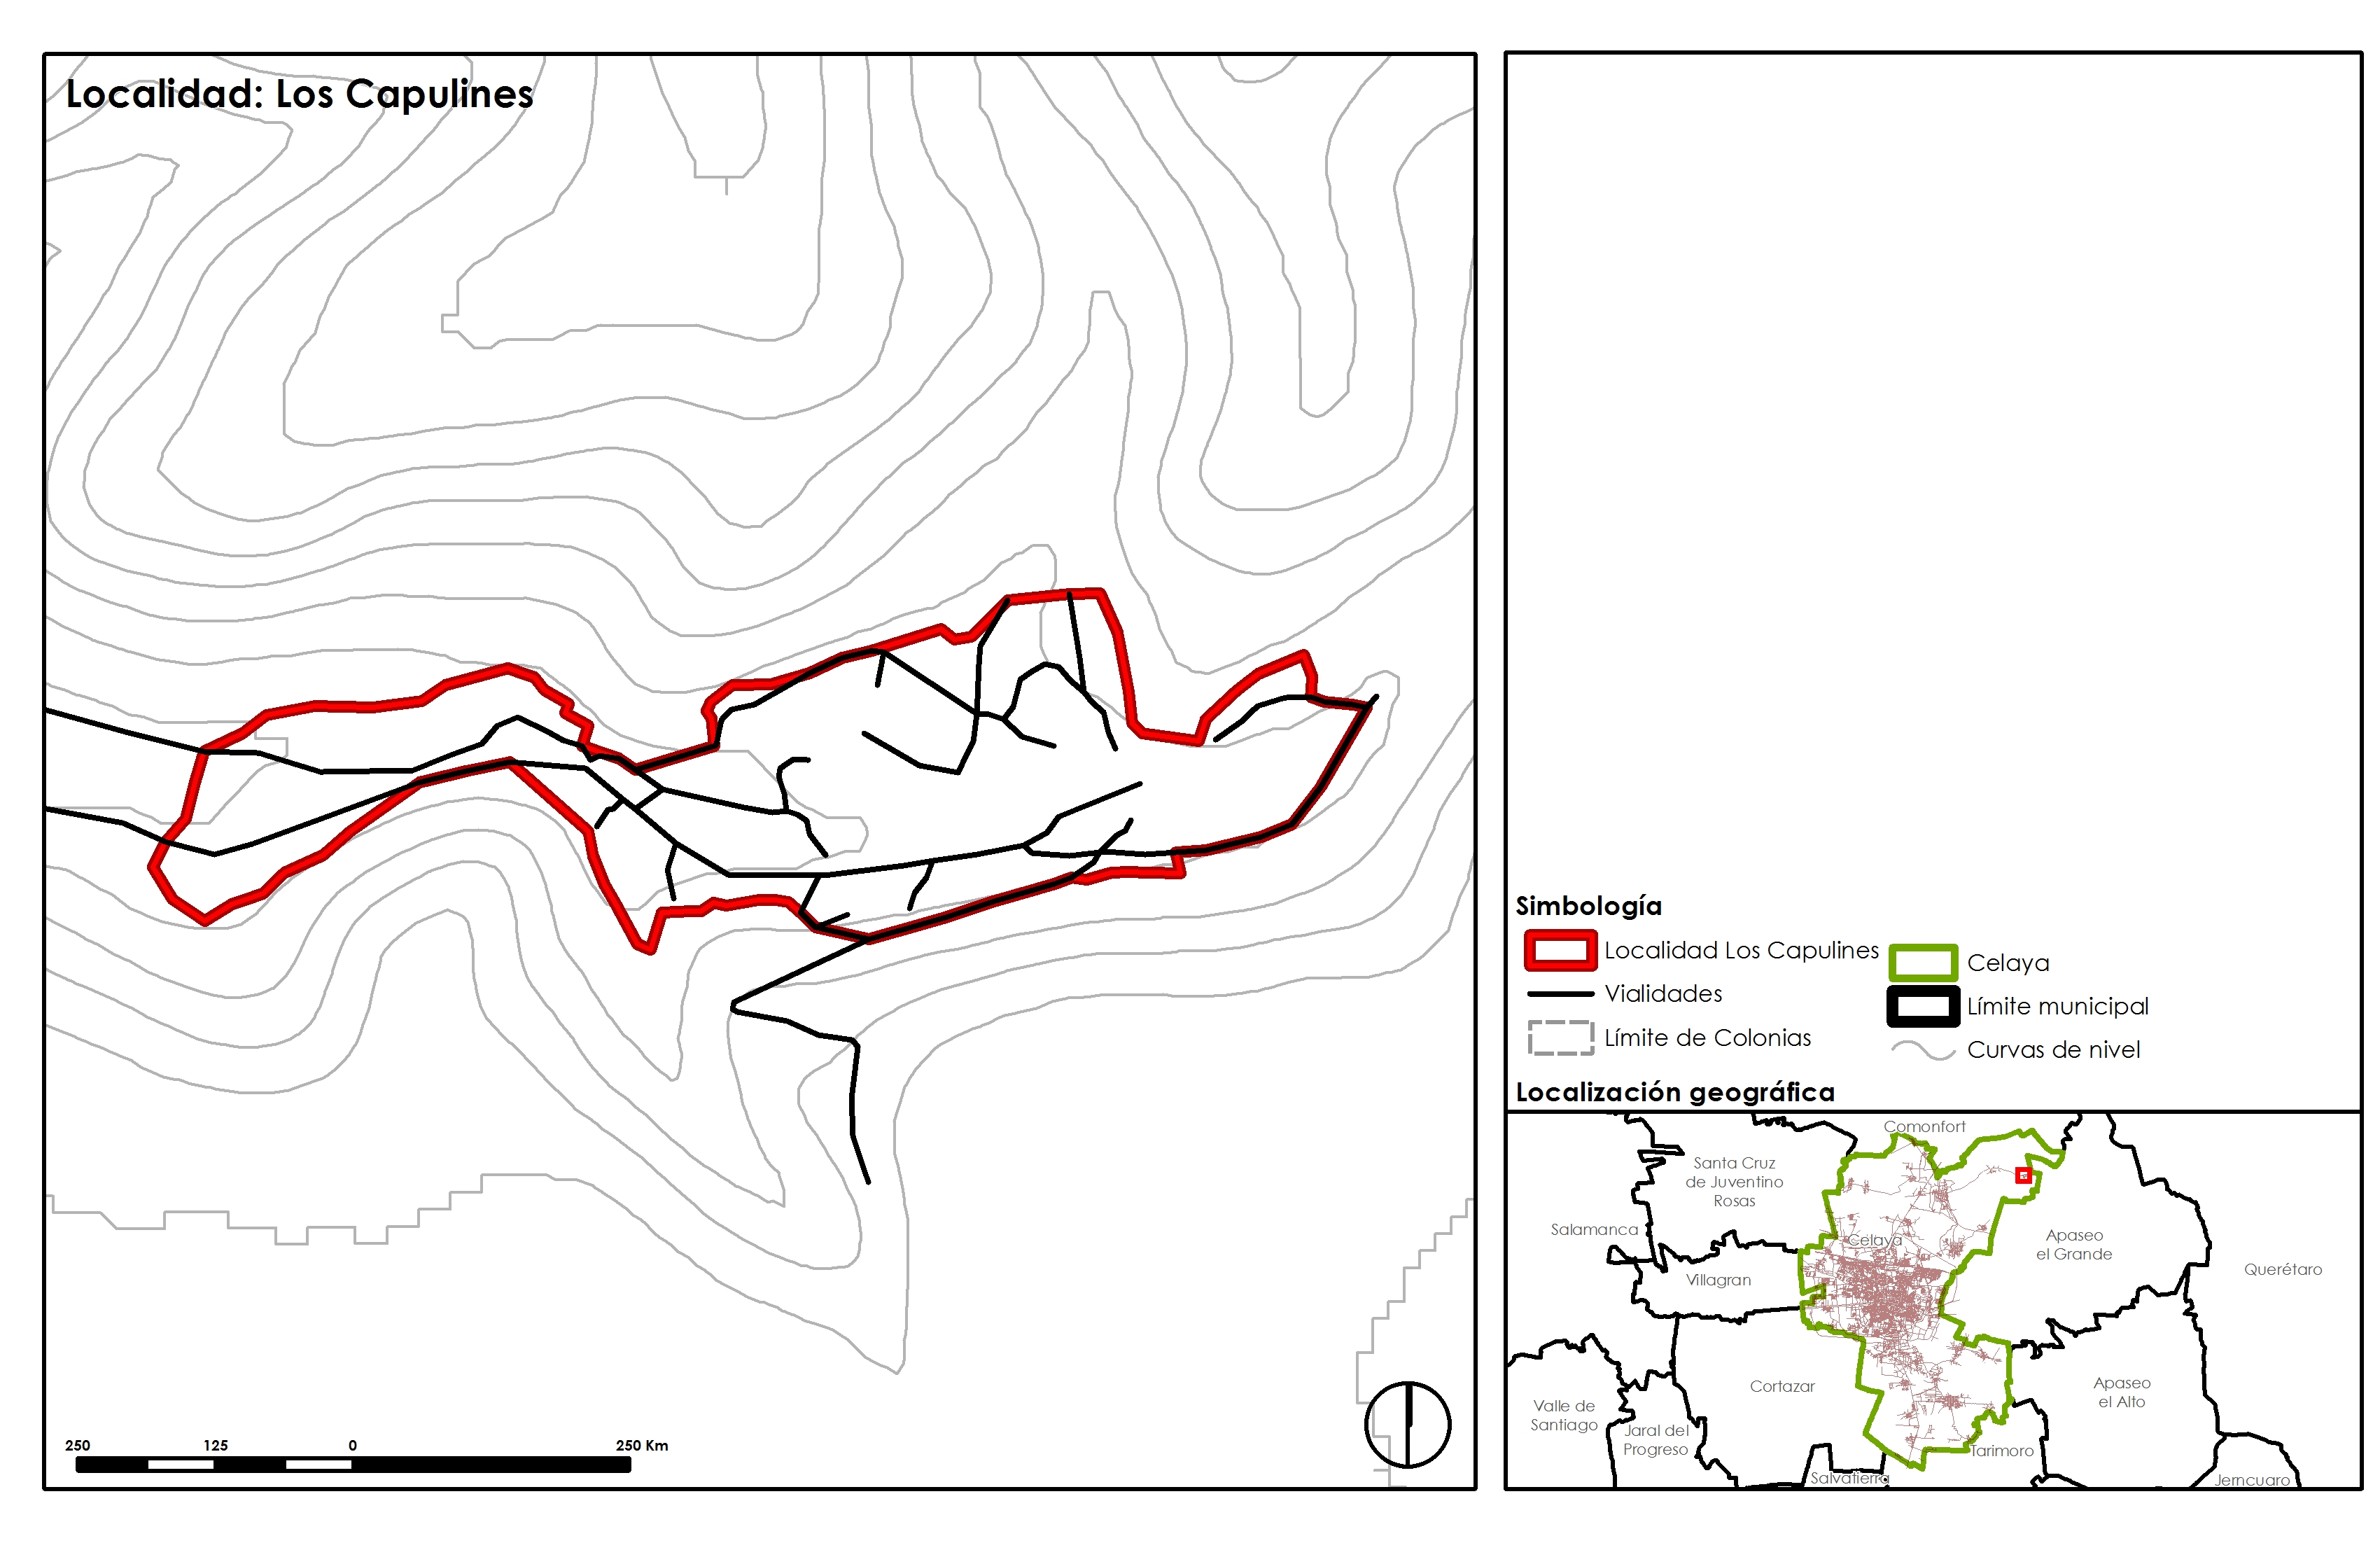 Localidad: Los Capulines
250
125
0
250 Km
Simbología
Localidad Los Capulines
Vialidades
Límite de Colonias
Celaya
Límite municipal
Curvas de nivel
Localización geográfica
Comonfort
Santa Cruz
de Juventino
Rosas
Salamanca
Celaya
Apaseo
el Grande
Querétaro
Villagran
Cortazar
Apaseo
el Alto
Valle de
Santiago
Jaral del
Progreso
Tarimoro
Salvatierra
Jerncuaro